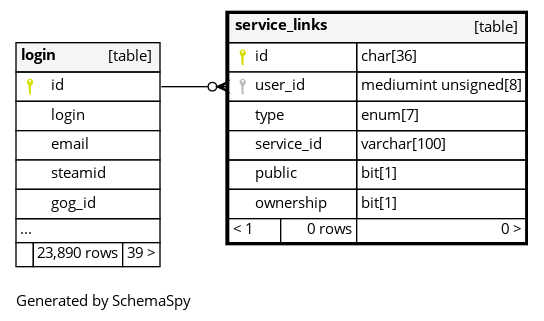 login [table]
id
login
email
steamid
gog_id
...
23,890 rows 39 >
service_links [table]
id char[36]
user_id mediumint unsigned[8]
type enum[7]
service_id varchar[100]
public bit[1]
ownership bit[1]
< 1 0 rows 0 >
Generated by SchemaSpy